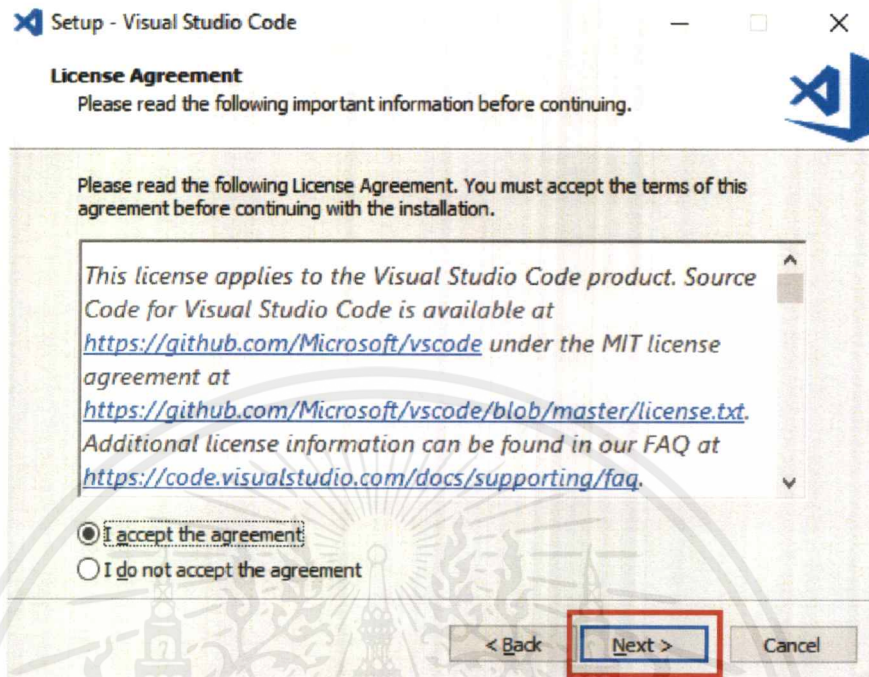 Setup - Visual Studio Code
License Agreement
Please read the following important information before continuing.
Please read the following License Agreement. You must accept the terms of this
agreement before continuing with the installation.
This license applies to the Visual Studio Code product. Source
Code for Visual Studio Code is available at
https://github.com/Microsoft/vscode under the MIT license
agreement at
https://github.com/Microsoft/vscode/blob/master/license.txt.
Additional license information can be found in our FAQ at
https://code.visualstudio.com/docs/supporting/faq.
I accept the agreement
I do not accept the agreement
< Back Next > Cancel